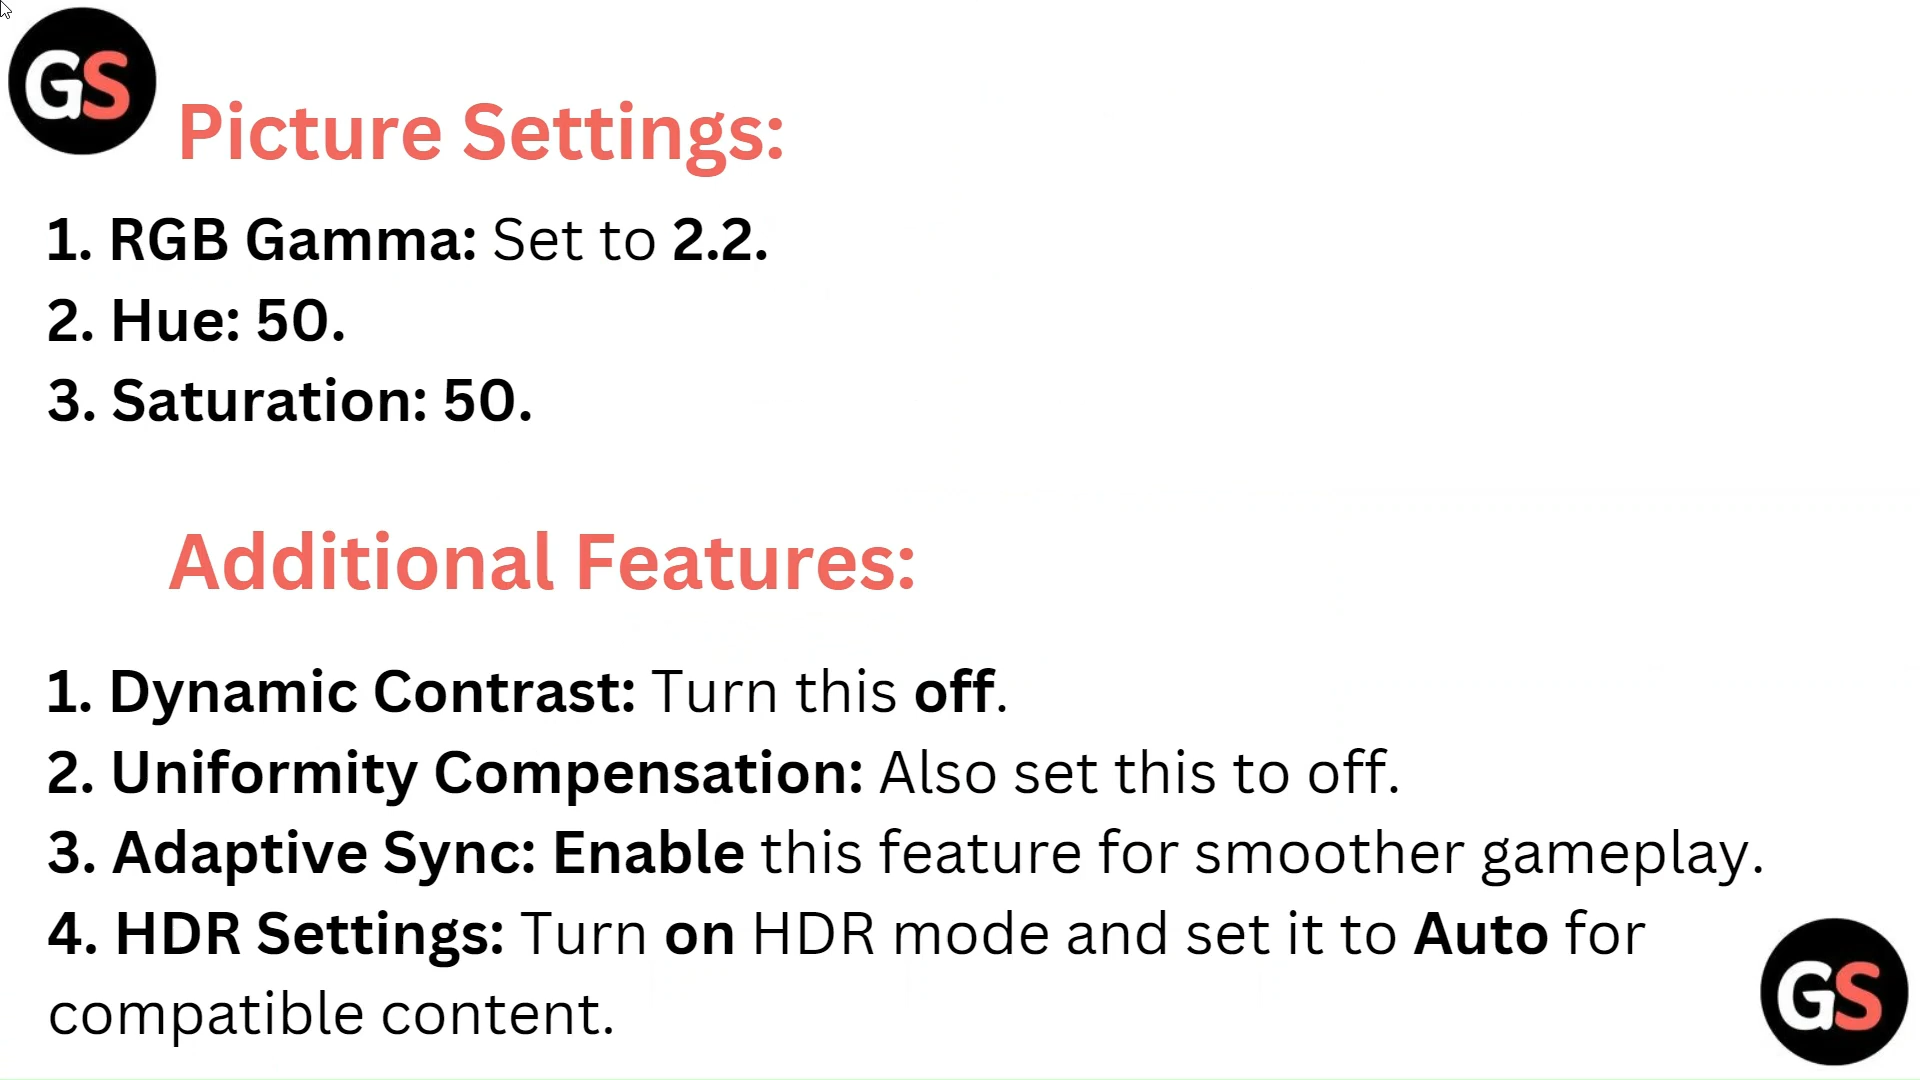 GS
Picture Settings:
1. RGB Gamma: Set to 2.2.
2. Hue: 50.
3. Saturation: 50.
Additional Features:
1. Dynamic Contrast: Turn this off.
2. Uniformity Compensation: Also set this to off.
3. Adaptive Sync: Enable this feature for smoother gameplay.
4. HDR Settings: Turn on HDR mode and set it to Auto for
compatible content.
GS